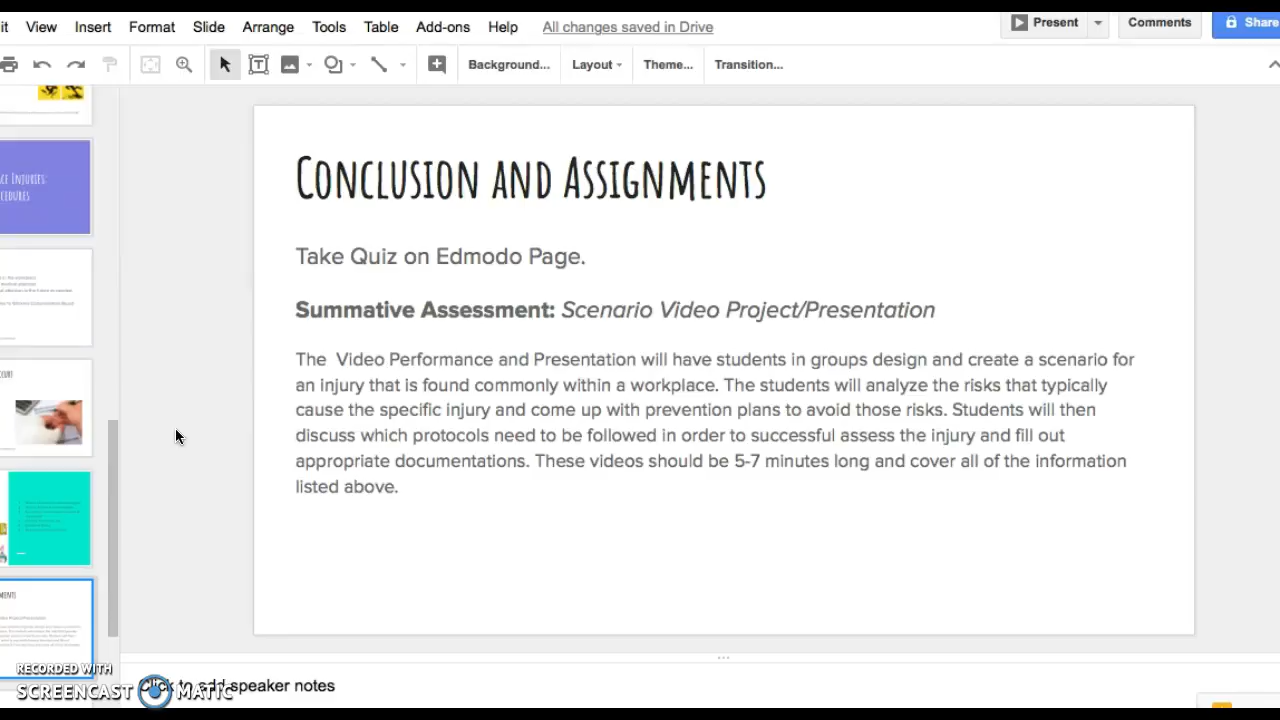 it View Insert Format Slide Arrange Tools Table Add-ons Help All changes saved in Drive Present Comments Share
Background... Layout Theme... Transition...
CONCLUSION AND ASSIGNMENTS
Take Quiz on Edmodo Page.
Summative Assessment: Scenario Video Project/Presentation
The Video Performance and Presentation will have students in groups design and create a scenario for
an injury that is found commonly within a workplace. The students will analyze the risks that typically
cause the specific injury and come up with prevention plans to avoid those risks. Students will then
discuss which protocols need to be followed in order to successful assess the injury and fill out
appropriate documentations. These videos should be 5-7 minutes long and cover all of the information
listed above.
Click to add speaker notes
RECORDED WITH
SCREENCAST MATIC